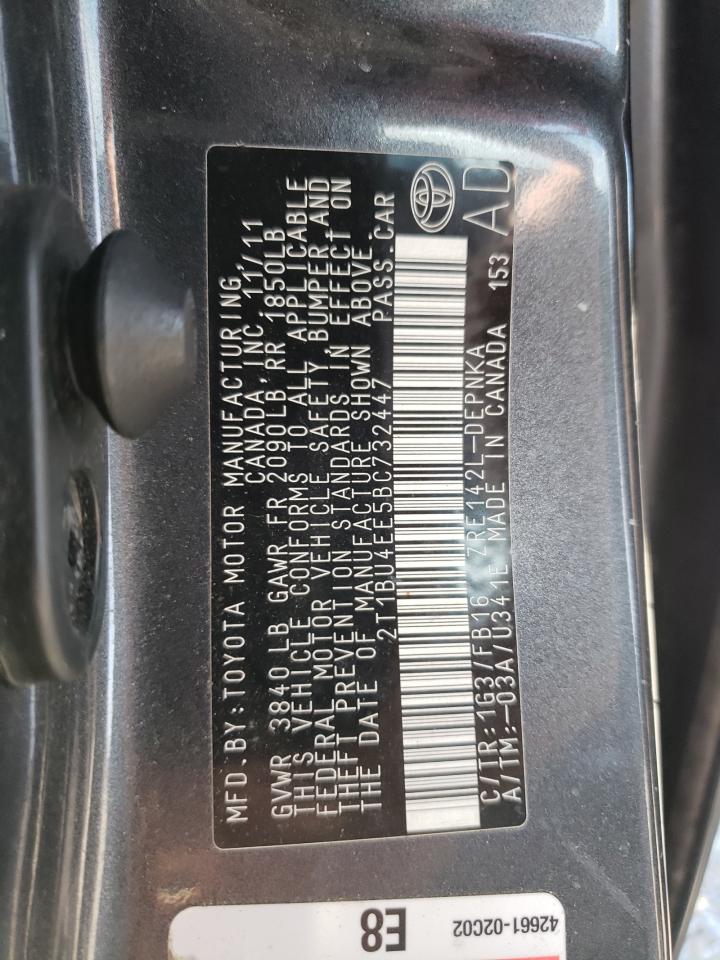 MFD.BY:TOYOTA MOTOR MANUFACTURING,
CANADA,INC. 11/11
GVWR 3840LB GAWR FR 2090LB,RR 1850LB
THIS VEHICLE CONFORMS TO ALL APPLICABLE
FEDERAL MOTOR VEHICLE SAFETY BUMPER AND
THEFT PREVENTION STANDARDS IN EFFECT ON
THE DATE OF MANUFACTURE SHOWN ABOVE.
2T1BU4EE5BC732447 PASS.CAR
C/TR:1G3/FB16 ZRE142L-DEPNKA
A/TM:-03A/U341E MADE IN CANADA 153
AD
E8
42661-02C02